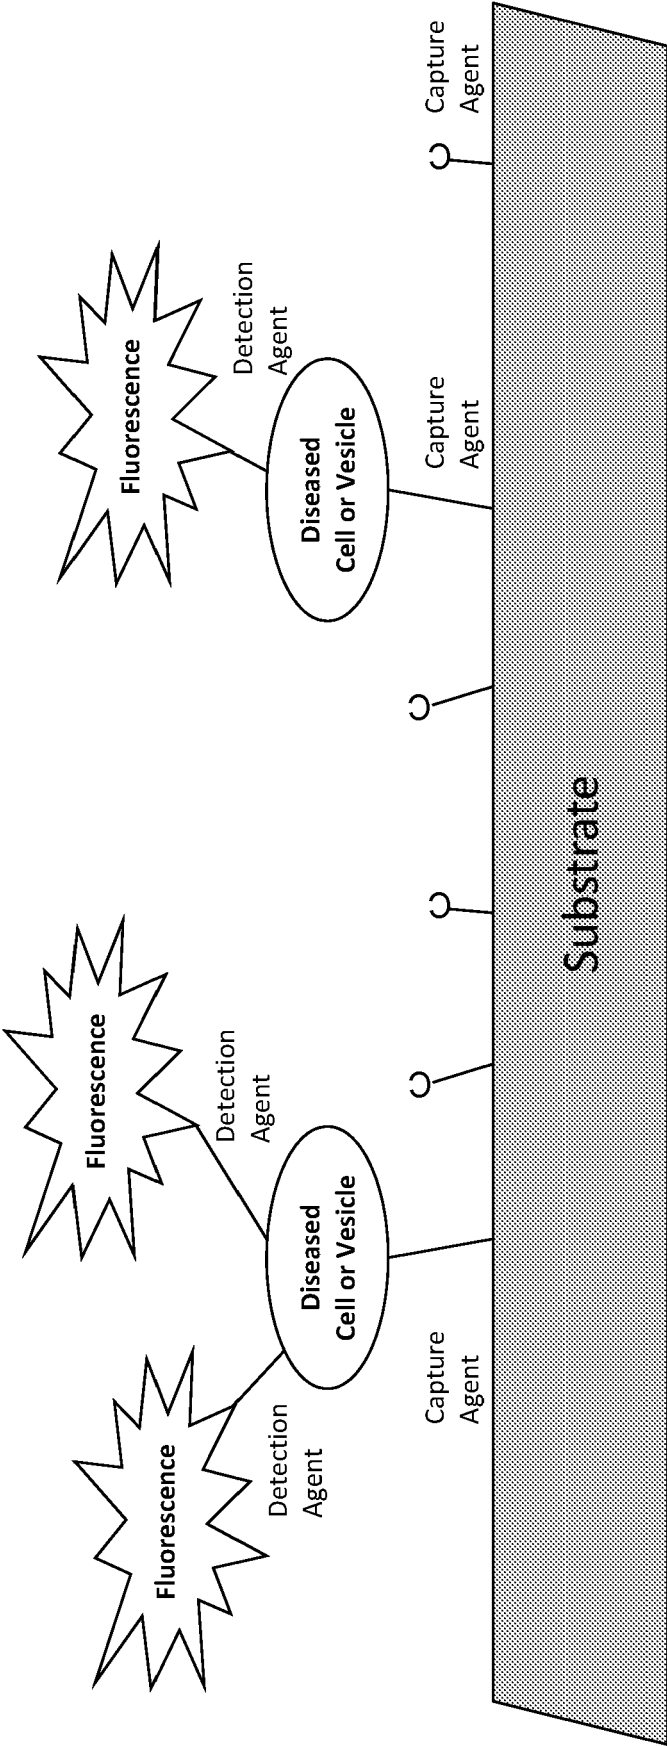 Fluorescence
Detection
Agent
Fluorescence
Detection
Agent
Fluorescence
Detection
Agent
Diseased
Cell or Vesicle
Diseased
Cell or Vesicle
Capture
Agent
Capture
Agent
Capture
Agent
Substrate